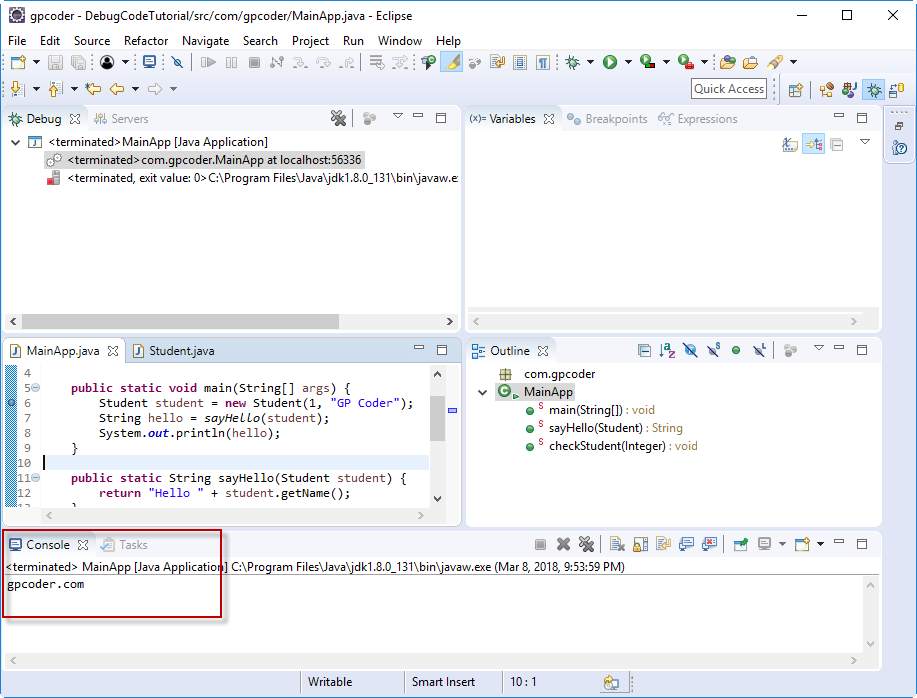 gpcoder - DebugCodeTutorial/src/com/gpcoder/MainApp.java - Eclipse
File Edit Source Refactor Navigate Search Project Run Window Help
Quick Access
Debug Servers
<terminated>MainApp [Java Application]
<terminated>com.gpcoder.MainApp at localhost:56336
<terminated, exit value: 0>C:\Program Files\Java\jdk1.8.0_131\bin\javaw.e
(x)= Variables Breakpoints Expressions
MainApp.java Student.java
4
5 public static void main(String[] args) {
6 Student student = new Student(1, "GP Coder");
7 String hello = sayHello(student);
8 System.out.println(hello);
9 }
10
11 public static String sayHello(Student student) {
12 return "Hello " + student.getName();
Outline
com.gpcoder
MainApp
main(String[]) : void
sayHello(Student) : String
checkStudent(Integer) : void
Console Tasks
<terminated> MainApp [Java Application] C:\Program Files\Java\jdk1.8.0_131\bin\javaw.exe (Mar 8, 2018, 9:53:59 PM)
gpcoder.com
Writable Smart Insert 10 : 1